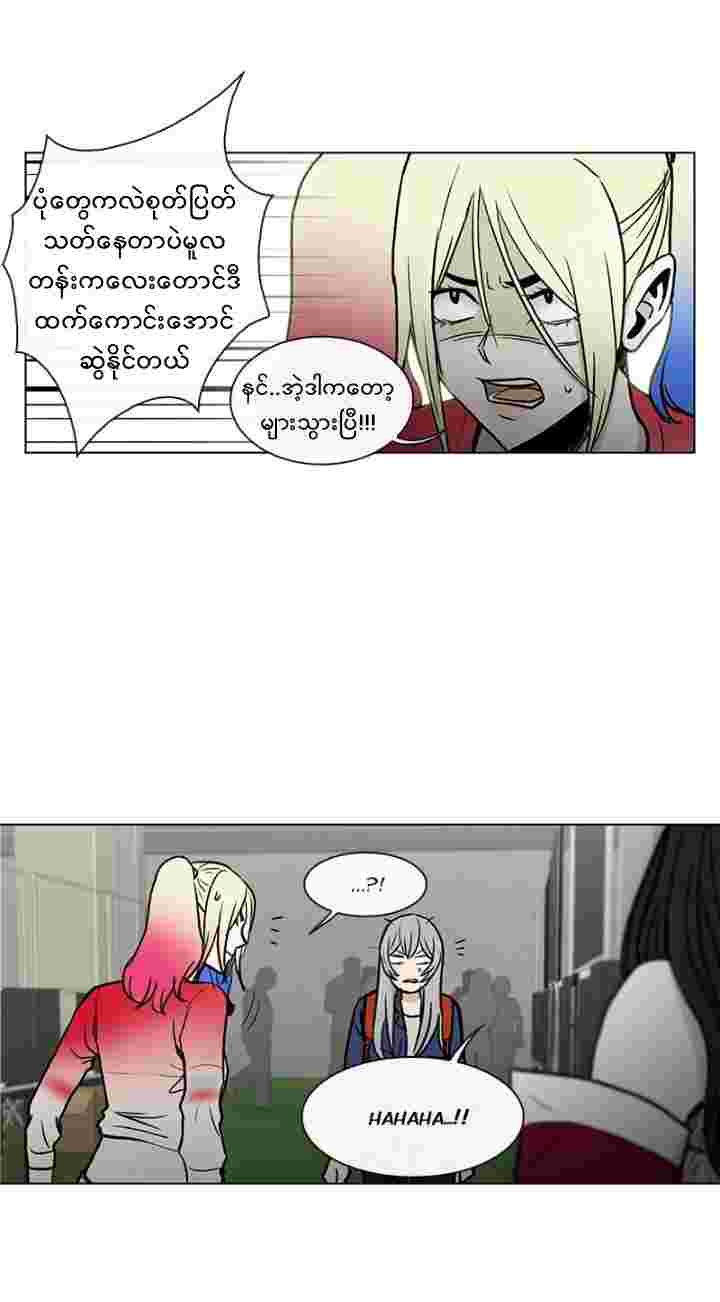 ပုံတွေကလဲစုတ်ပြတ်
သတ်နေတာပဲမူလ
တန်းကလေးတောင်ဒီ
ထက်ကောင်းအောင်
ဆွဲနိုင်တယ်
နင်..အဲ့ဒါကတော့
များသွားပြီ!!!
...?!
HAHAHA...!!